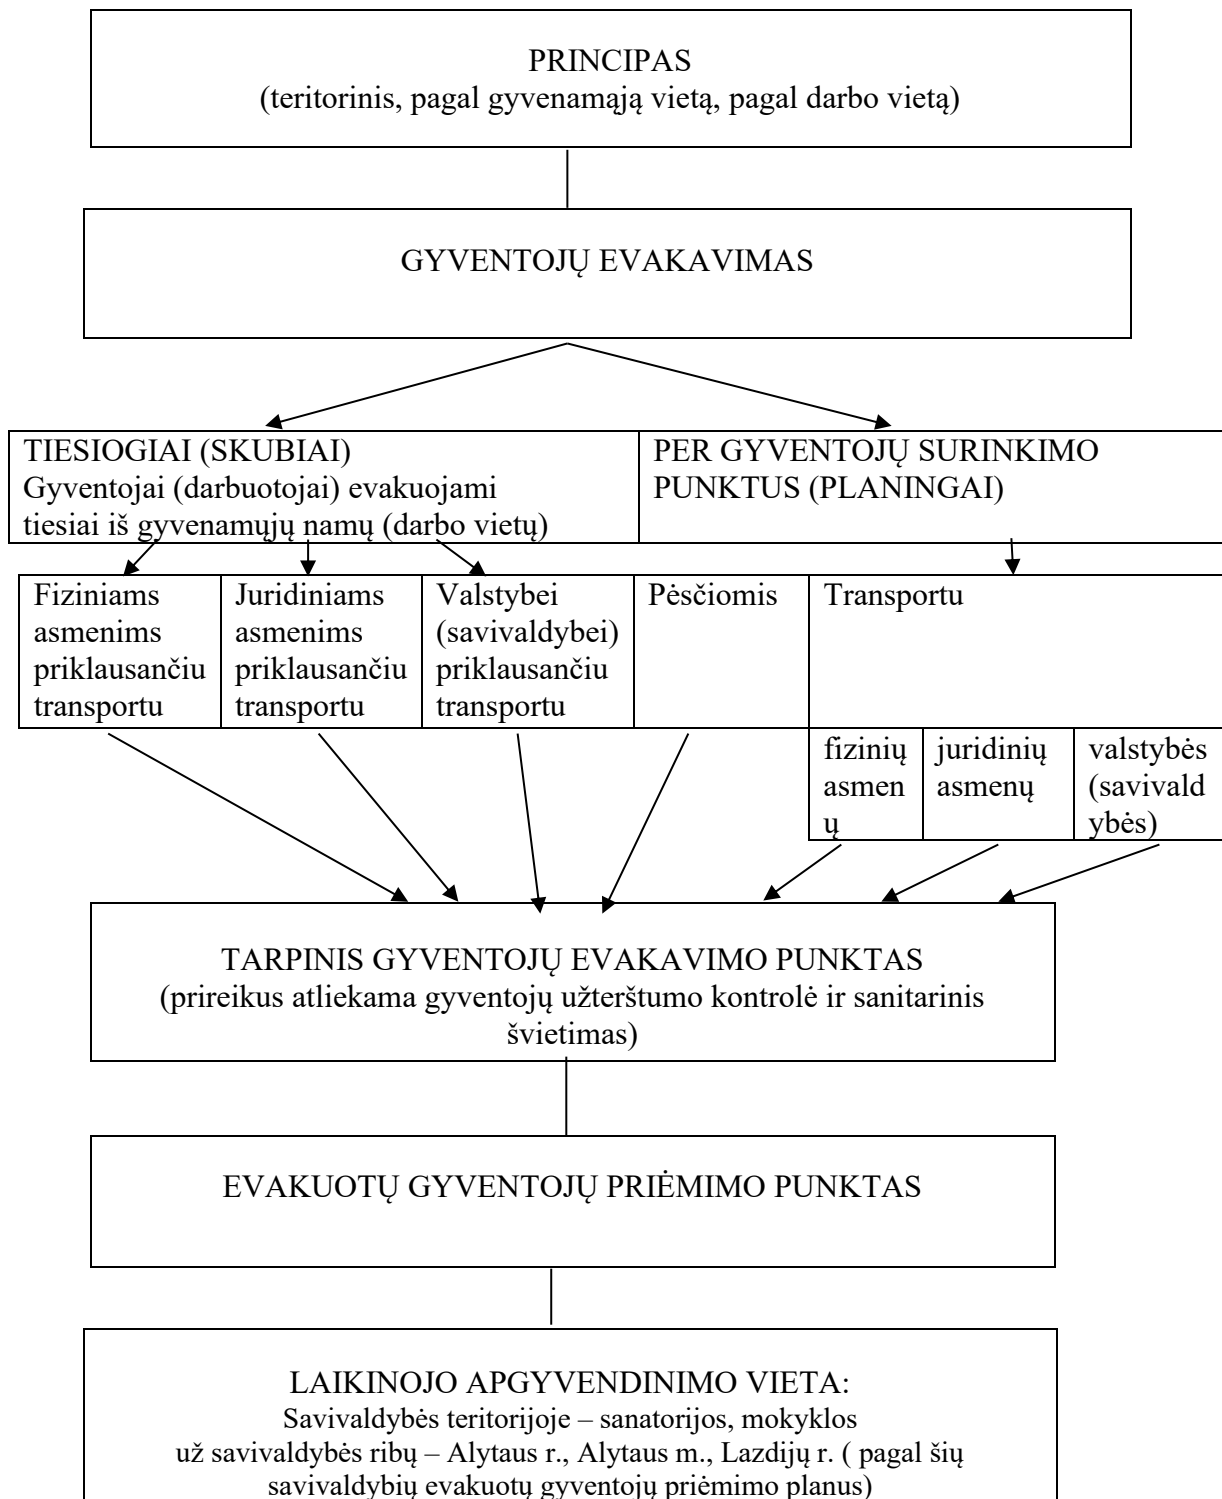 PRINCIPAS
(teritorinis, pagal gyvenamąją vietą, pagal darbo vietą)
GYVENTOJŲ EVAKAVIMAS
TIESIOGIAI (SKUBIAI)
Gyventojai (darbuotojai) evakuojami
tiesiai iš gyvenamųjų namų (darbo vietų)
PER GYVENTOJŲ SURINKIMO
PUNKTUS (PLANINGAI)
Fiziniams
asmenims
priklausančiu
transportu
Juridiniams
asmenims
priklausančiu
transportu
Valstybei
(savivaldybei)
priklausančiu
transportu
Pėsčiomis
Transportu
fizinių
asmen
ų
juridinių
asmenų
valstybės
(savivald
ybės)
TARPINIS GYVENTOJŲ EVAKAVIMO PUNKTAS
(prireikus atliekama gyventojų užterštumo kontrolė ir sanitarinis
švietimas)
EVAKUOTŲ GYVENTOJŲ PRIĖMIMO PUNKTAS
LAIKINOJO APGYVENDINIMO VIETA:
Savivaldybės teritorijoje – sanatorijos, mokyklos
už savivaldybės ribų – Alytaus r., Alytaus m., Lazdijų r. ( pagal šių
savivaldybių evakuotų gyventojų priėmimo planus)